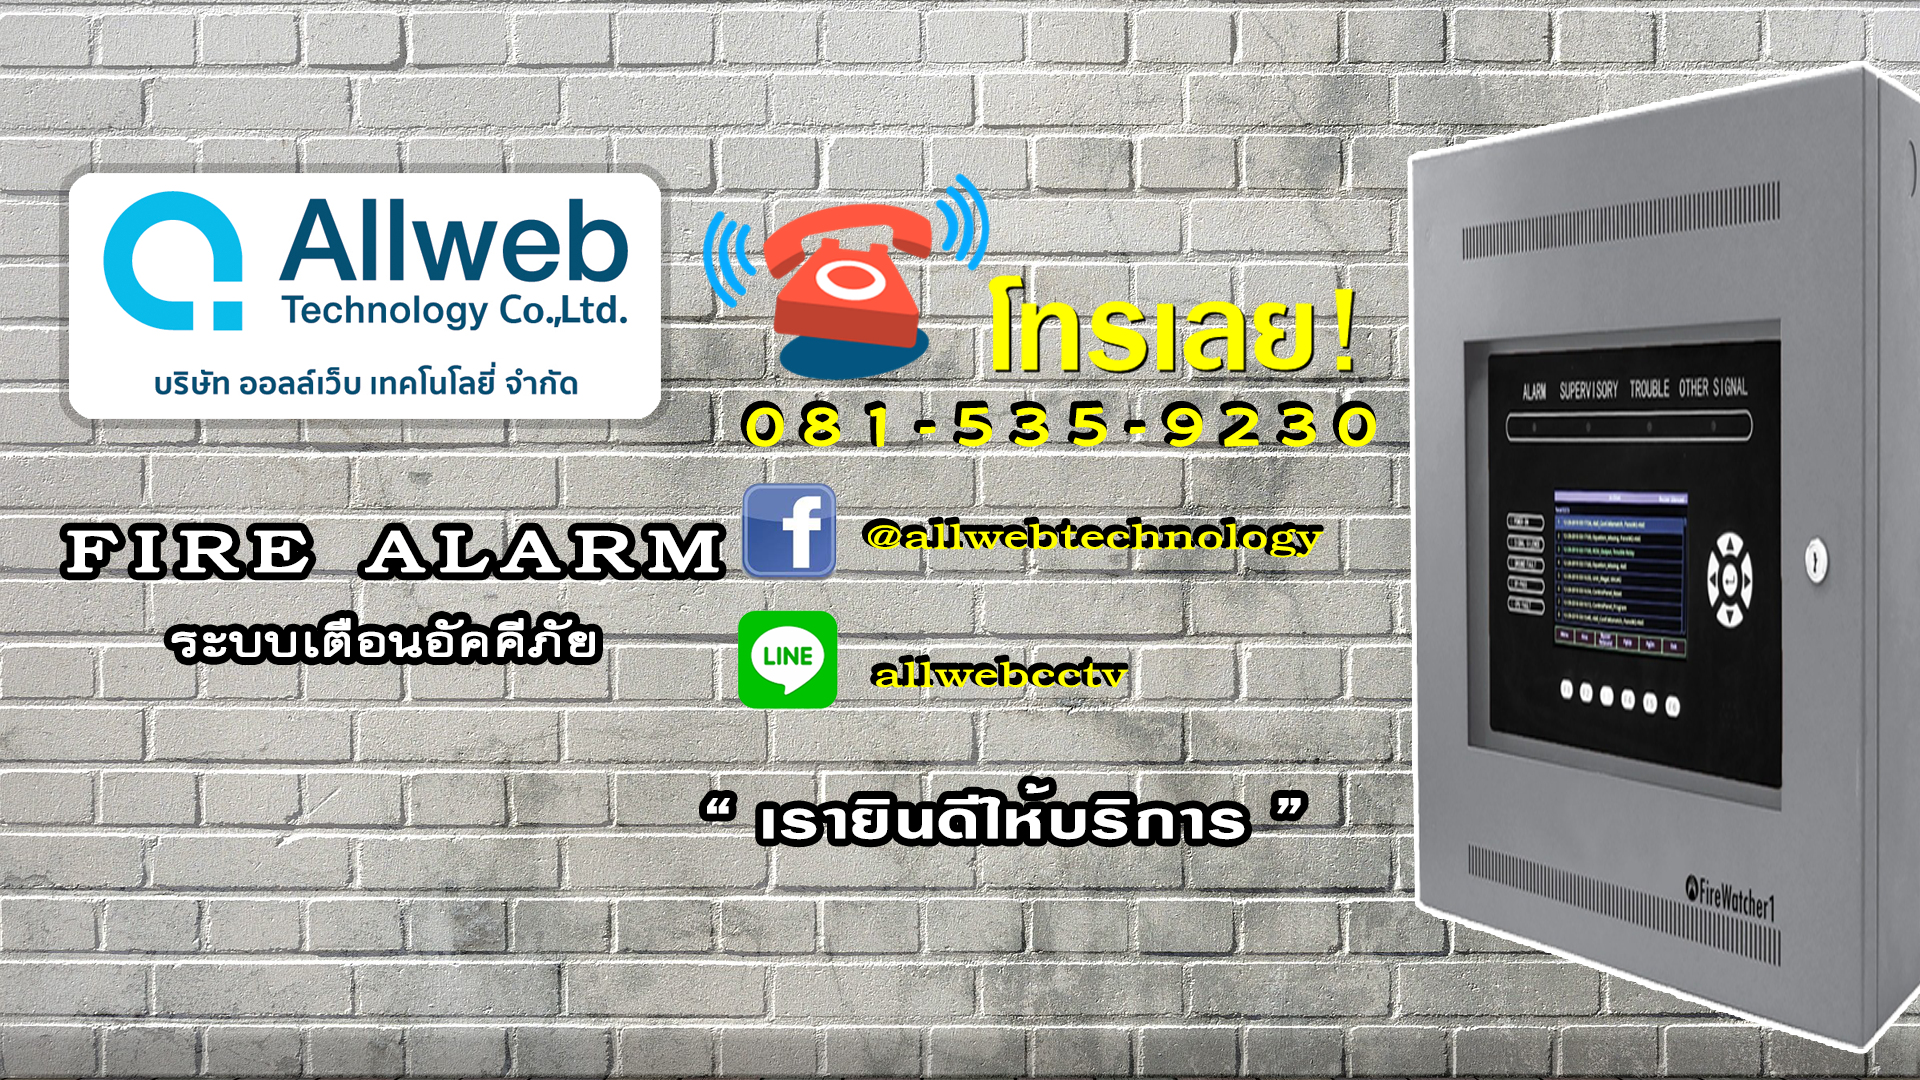 Allweb
Technology Co.,Ltd.
บริษัท ออลล์เว็บ เทคโนโลยี่ จำกัด
โทรเลย!
081-535-9230
FIRE ALARM
ระบบเตือนอัคคีภัย
f
@allwebtechnology
LINE
allwebcctv
“ เรายินดีให้บริการ ”
ALARM SUPERVISORY TROUBLE OTHER SIGNAL
FireWatcher1